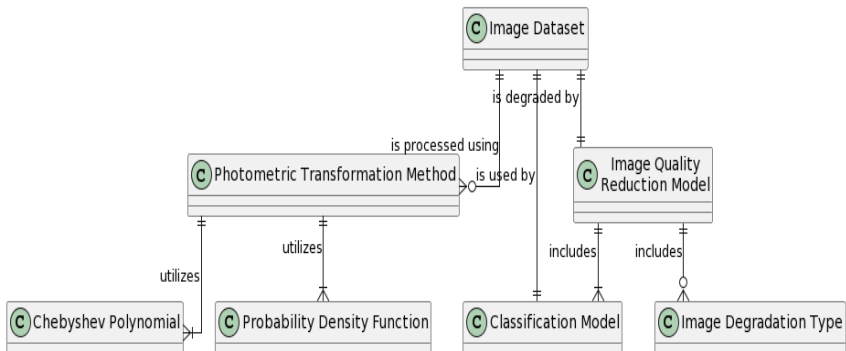 C Image Dataset
is degraded by
is processed using
C Photometric Transformation Method
is used by
C Image Quality
Reduction Model
utilizes
utilizes
includes
includes
C Chebyshev Polynomial
C Probability Density Function
C Classification Model
C Image Degradation Type